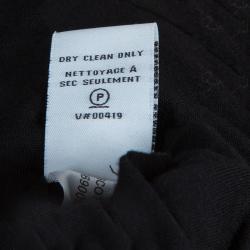 DRY CLEAN ONLY
NETTOYAGE À
SEC SEULEMENT
P
V#00419